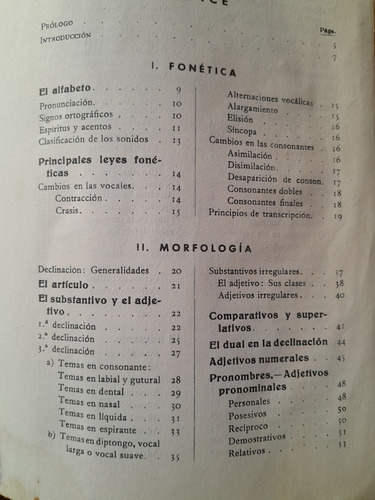 ICE
Pág.
PRÓLOGO . . . . . 5
INTRODUCCIÓN . . . . . 7
I. FONÉTICA
El alfabeto . . . . . 9
Pronunciación. . . . . 10
Signos ortográficos . . . . 10
Espíritus y acentos . . . . 11
Clasificación de los sonidos . 13
Principales leyes foné-
ticas . . . . . 14
Cambios en las vocales. . . 14
Contracción . . . . 14
Crasis. . . . . 15
Alternaciones vocálicas . . 15
Alargamiento . . . . 15
Elisión . . . . 16
Síncopa . . . . 16
Cambios en las consonantes . 16
Asimilación . . . . 16
Disimilación . . . . 17
Desaparición de conson. . 17
Consonantes dobles . . 18
Consonantes finales . . 18
Principios de transcripción. . 19
II. MORFOLOGÍA
Declinación: Generalidades . 20
El artículo . . . . 21
El substantivo y el adje-
tivo . . . . . 22
1.ª declinación . . . 22
2.ª declinación . . . 25
3.ª declinación . . . 27
a) Temas en consonante:
Temas en labial y gutural 28
Temas en dental . . 29
Temas en nasal . . 30
Temas en líquida . . 31
Temas en espirante . 33
b) Temas en diptongo, vocal
larga o vocal suave. . . 35
Substantivos irregulares. . . 37
El adjetivo: Sus clases . . 38
Adjetivos irregulares . . 40
Comparativos y super-
lativos. . . . . 41
El dual en la declinación 44
Adjetivos numerales . . 45
Pronombres.—Adjetivos
pronominales . . . 48
Personales . . . . 48
Posesivos . . . . 50
Recíproco . . . . 50
Demostrativos . . . 51
Relativos . . . . 53